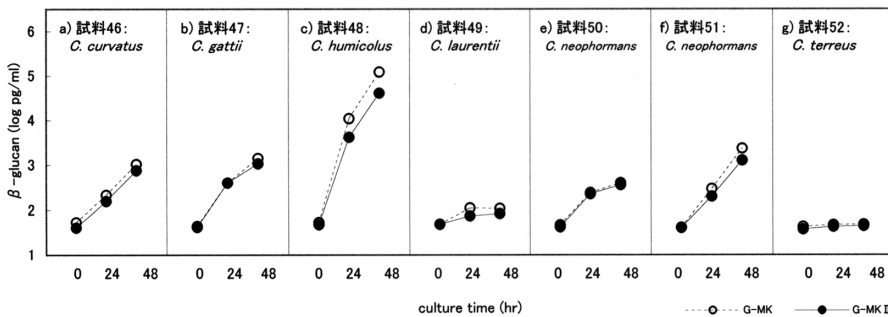 a) 試料46:
C. curvatus
b) 試料47:
C. gattii
c) 試料48:
C. humicolus
d) 試料49:
C. laurentii
e) 試料50:
C. neophormans
f) 試料51:
C. neophormans
g) 試料52:
C. terreus
β-glucan (log pg/ml)
6
5
4
3
2
1
0 24 48
0 24 48
0 24 48
0 24 48
0 24 48
0 24 48
0 24 48
culture time (hr)
G-MK
G-MKⅡ